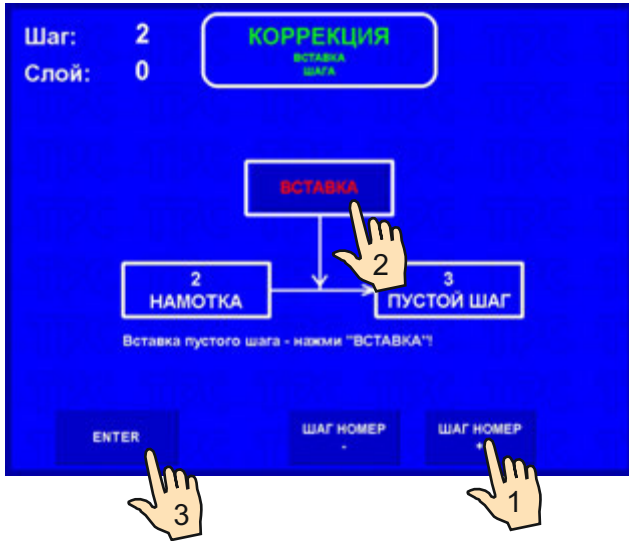 Шаг: 2
Слой: 0
КОРРЕКЦИЯ
ВСТАВКА
ШАГА
ВСТАВКА
2
2
НАМОТКА
3
ПУСТОЙ ШАГ
Вставка пустого шага - нажми "ВСТАВКА"!
ENTER
ШАГ НОМЕР
-
ШАГ НОМЕР
+
3
1